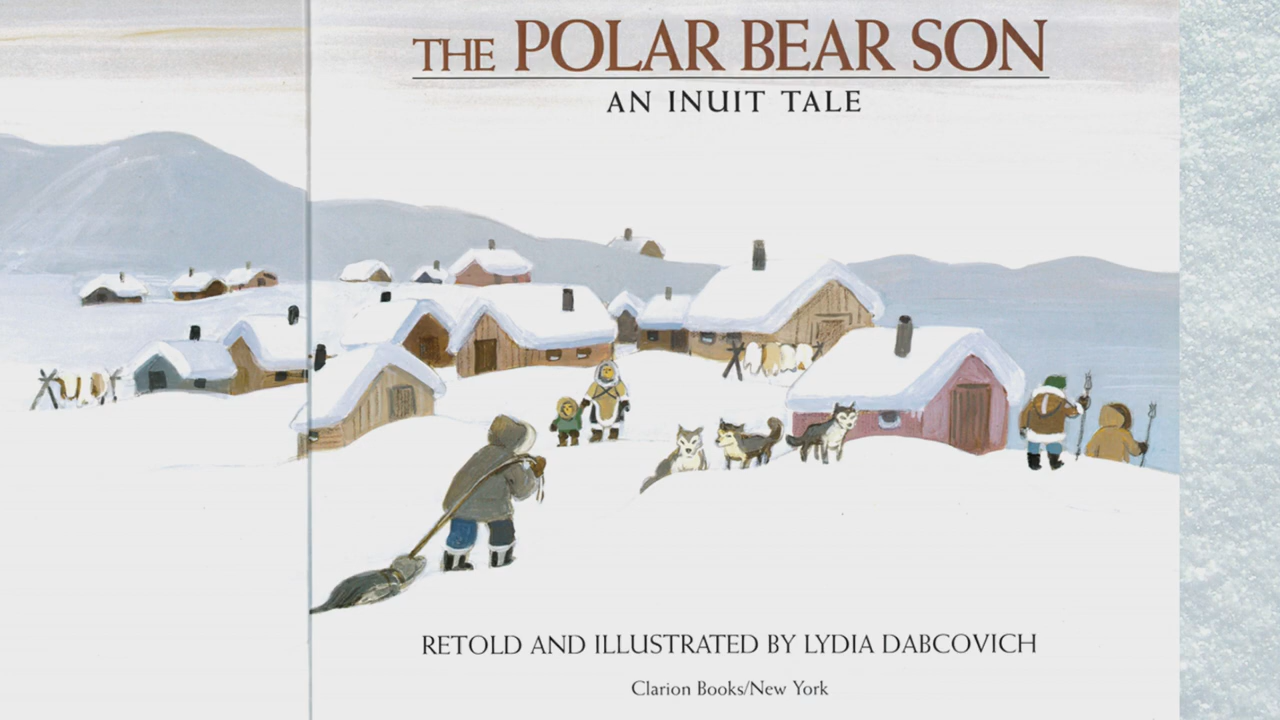 THE POLAR BEAR SON
AN INUIT TALE
RETOLD AND ILLUSTRATED BY LYDIA DABCOVICH
Clarion Books/New York